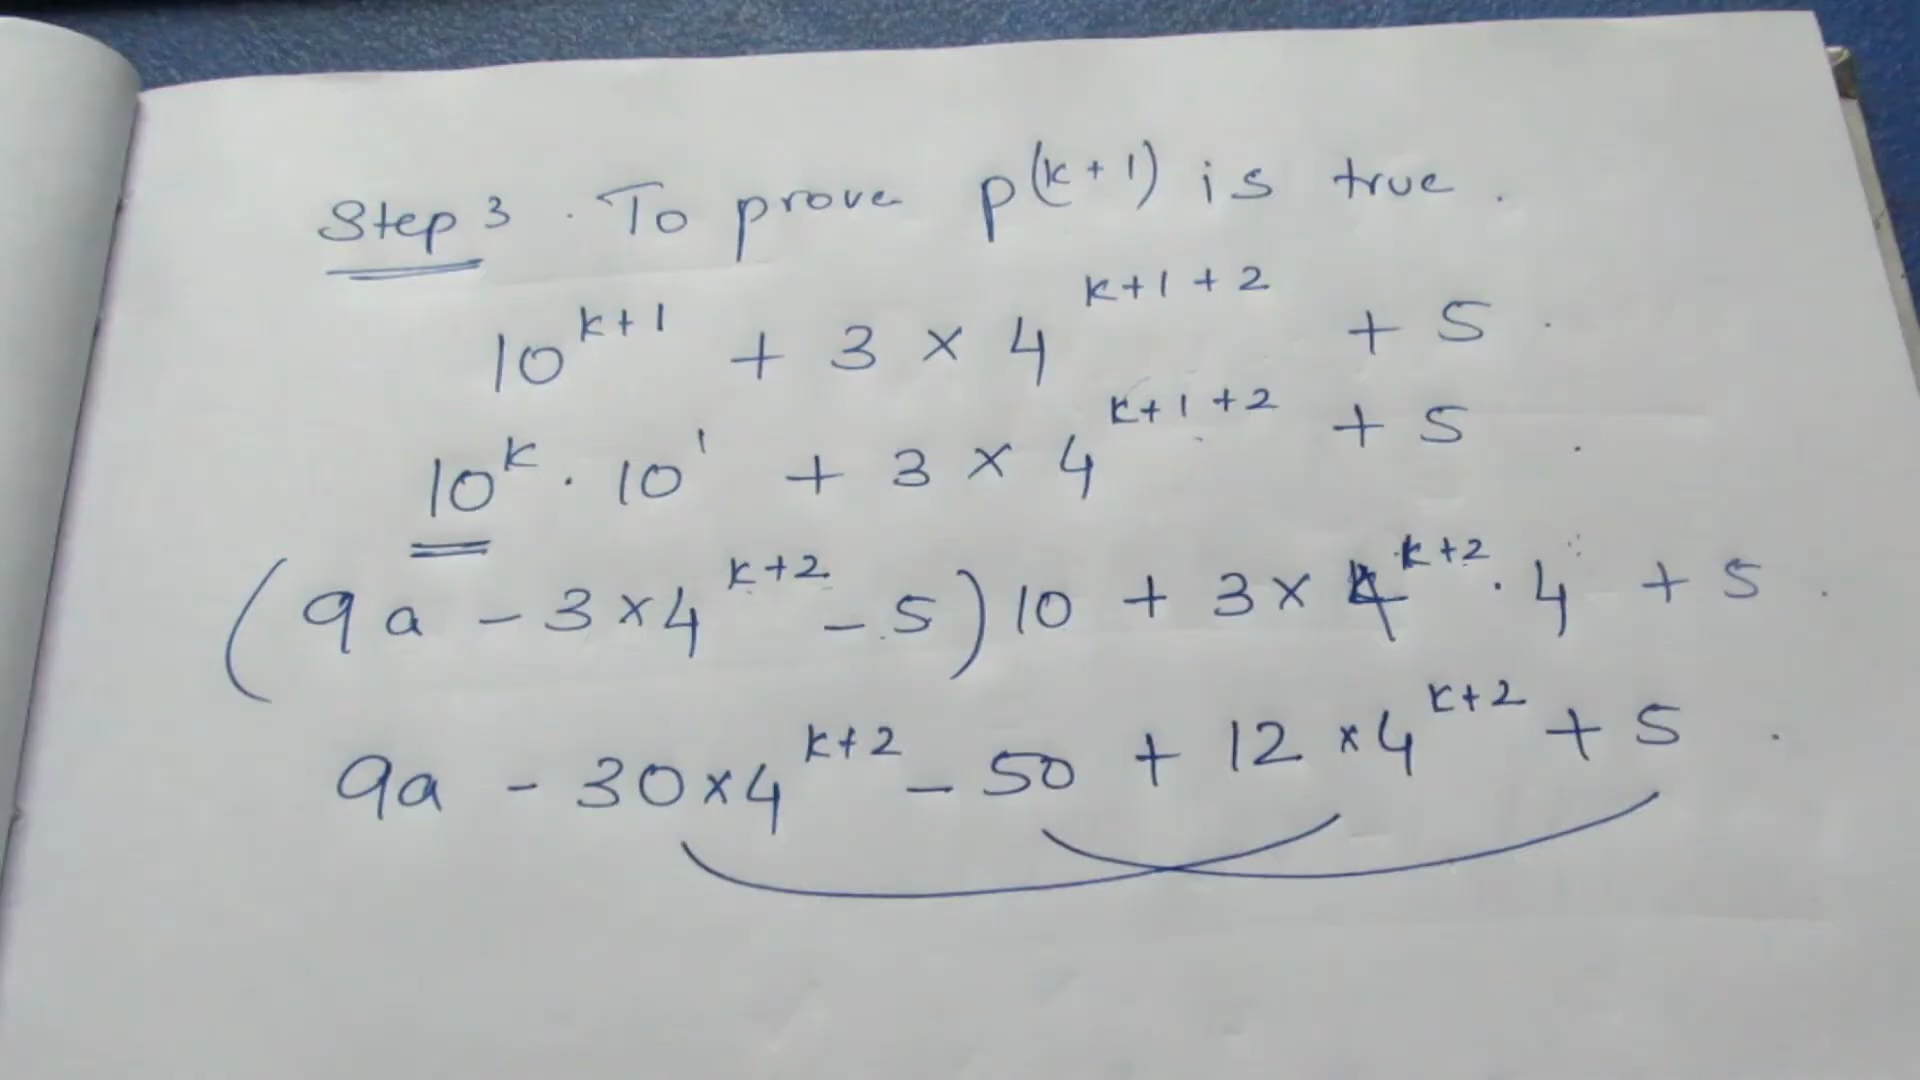 Step 3. To prove p(k+1) is true.
10^{k+1} + 3 × 4^{k+1+2} + 5.
10^k . 10^1 + 3 × 4^{k+1+2} + 5.
(9a - 3×4^{k+2} - 5) 10 + 3× 4^{k+2} . 4 + 5.
9a - 30×4^{k+2} - 50 + 12 ×4^{k+2} + 5.